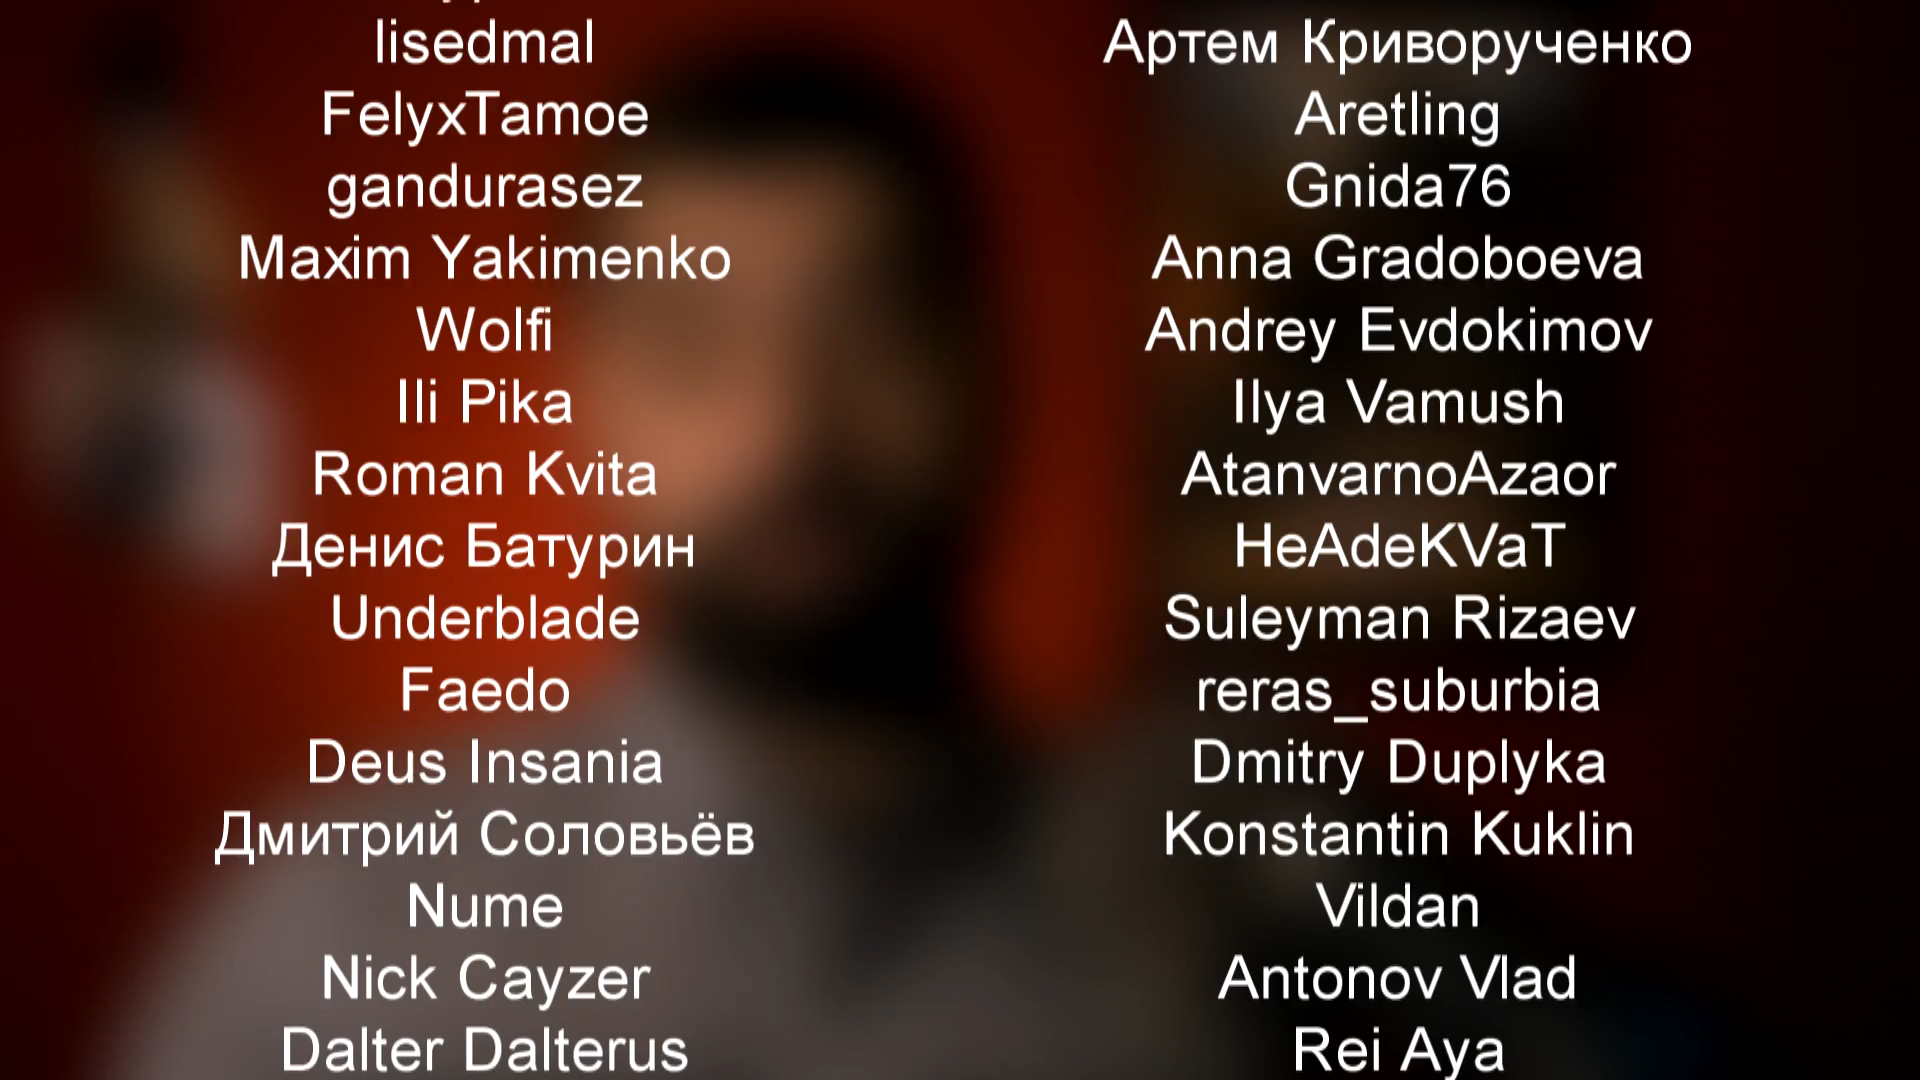 lisedmal
FelyxTamoe
gandurasez
Maxim Yakimenko
Wolfi
Ili Pika
Roman Kvita
Денис Батурин
Underblade
Faedo
Deus Insania
Дмитрий Соловьёв
Nume
Nick Cayzer
Dalter Dalterus
Артем Криворученко
Aretling
Gnida76
Anna Gradoboeva
Andrey Evdokimov
Ilya Vamush
AtanvarnoAzaor
HeAdeKVaT
Suleyman Rizaev
reras_suburbia
Dmitry Duplyka
Konstantin Kuklin
Vildan
Antonov Vlad
Rei Aya